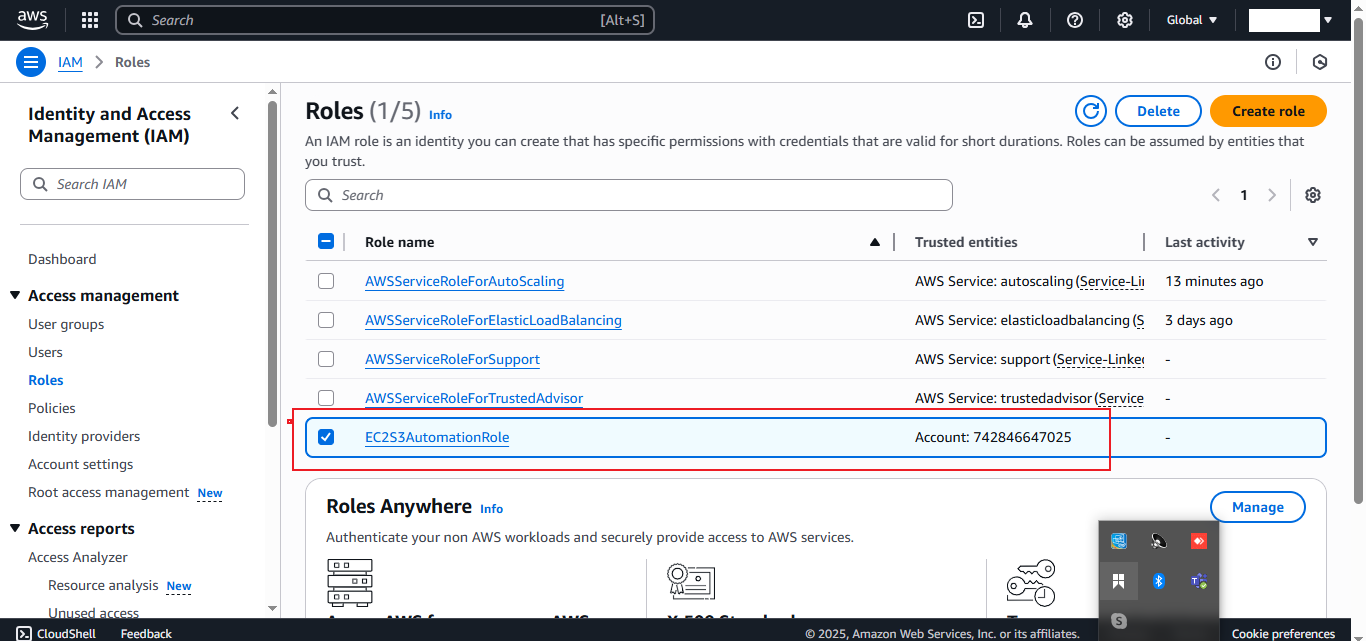 aws
Search
[Alt+S]
Global
IAM
Roles
Identity and Access
Management (IAM)
Search IAM
Dashboard
Access management
User groups
Users
Roles
Policies
Identity providers
Account settings
Root access management New
Access reports
Access Analyzer
Resource analysis New
Unused access
Roles (1/5) Info
Delete
Create role
An IAM role is an identity you can create that has specific permissions with credentials that are valid for short durations. Roles can be assumed by entities that
you trust.
Search
1
Role name Trusted entities Last activity
AWSServiceRoleForAutoScaling AWS Service: autoscaling (Service-Li 13 minutes ago
AWSServiceRoleForElasticLoadBalancing AWS Service: elasticloadbalancing (S 3 days ago
AWSServiceRoleForSupport AWS Service: support (Service-Linke -
AWSServiceRoleForTrustedAdvisor AWS Service: trustedadvisor (Service -
EC2S3AutomationRole Account: 742846647025 -
Roles Anywhere Info
Manage
Authenticate your non AWS workloads and securely provide access to AWS services.
CloudShell Feedback © 2025, Amazon Web Services, Inc. or its affiliates. Cookie preferences